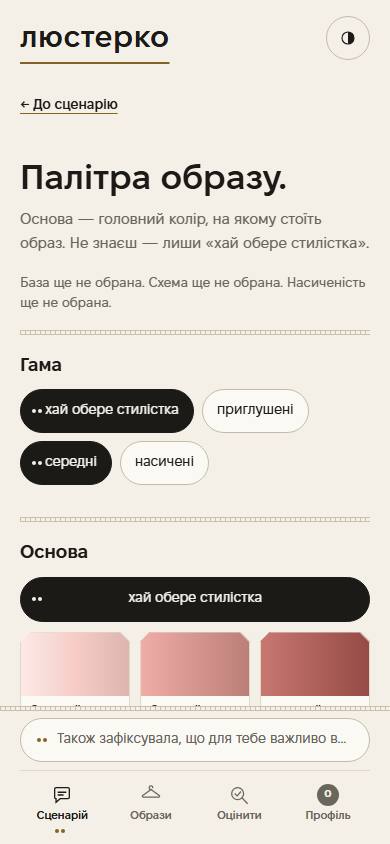 люстерко
← До сценарію
Палітра образу.
Основа — головний колір, на якому стоїть
образ. Не знаєш — лиши «хай обере стилістка».
База ще не обрана. Схема ще не обрана. Насиченість
ще не обрана.
Гама
хай обере стилістка
приглушені
середні
насичені
Основа
хай обере стилістка
Також зафіксувала, що для тебе важливо в...
Сценарій
Образи
Оцінити
О
Профіль